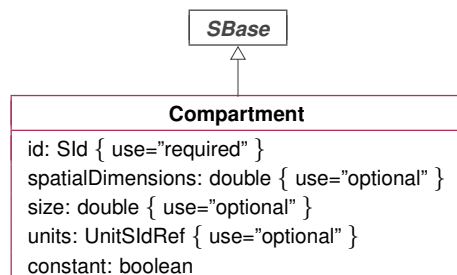 SBase
Compartment
id: SId { use="required" }
spatialDimensions: double { use="optional" }
size: double { use="optional" }
units: UnitSIdRef { use="optional" }
constant: boolean